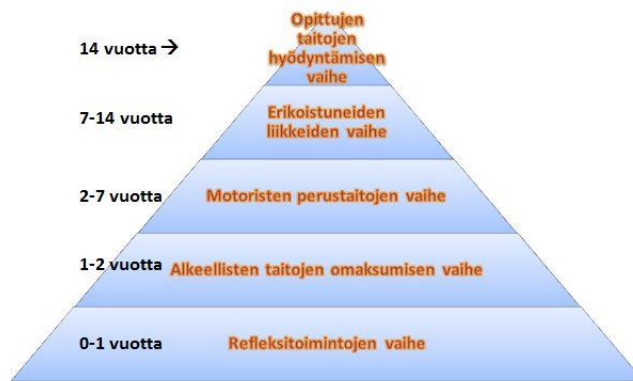 Opittujen
taitojen
hyödyntämisen
vaihe
14 vuotta →
Erikoistuneiden
liikkeiden vaihe
7-14 vuotta
Motoristen perustaitojen vaihe
2-7 vuotta
Alkeellisten taitojen omaksumisen vaihe
1-2 vuotta
Refleksitoimintojen vaihe
0-1 vuotta